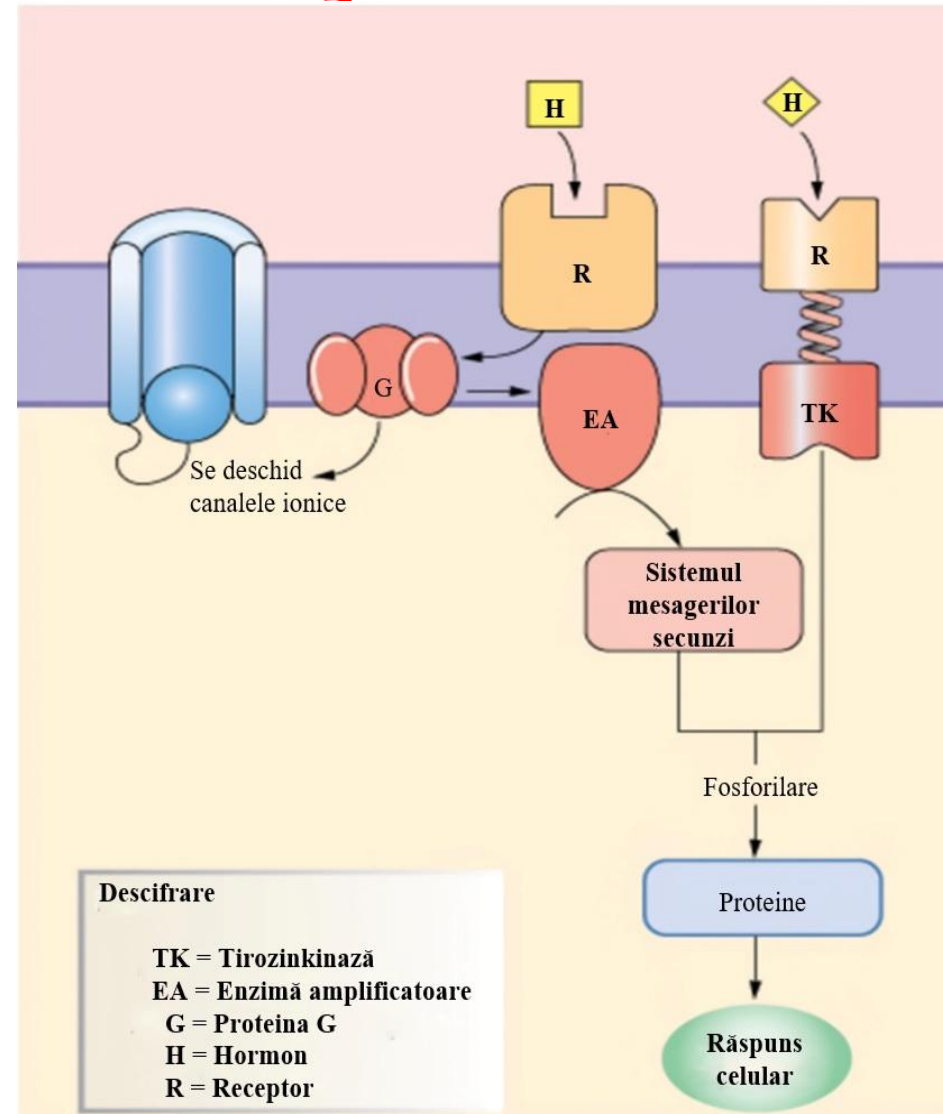 H
H
R
R
G
EA
TK
Se deschid
canalele ionice
Sistemul
mesagerilor
secunzi
Fosforilare
Proteine
Răspuns
celular
Descifrare
TK = Tirozinkinază
EA = Enzimă amplificatoare
G = Proteina G
H = Hormon
R = Receptor